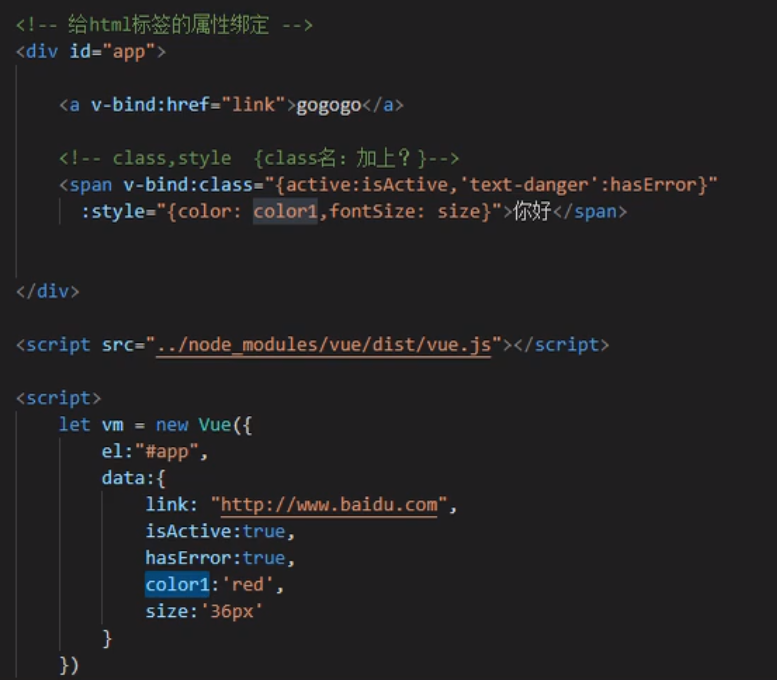 <!-- 给html标签的属性绑定 -->
<div id="app">
<a v-bind:href="link">gogogo</a>
<!-- class,style  {class名：加上？}-->
<span v-bind:class="{active:isActive,'text-danger':hasError}"
:style="{color: color1,fontSize: size}">你好</span>
</div>
<script src="../node_modules/vue/dist/vue.js"></script>
<script>
let vm = new Vue({
el:"#app",
data:{
link: "http://www.baidu.com",
isActive:true,
hasError:true,
color1:'red',
size:'36px'
}
})